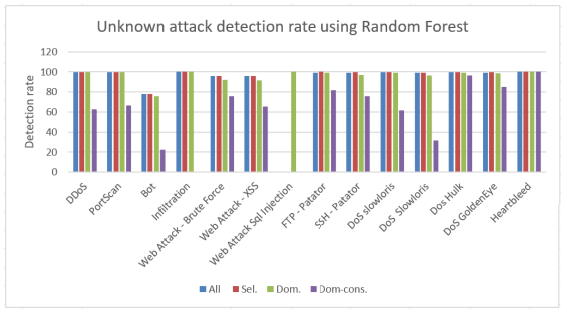 Unknown attack detection rate using Random Forest
120
100
80
60
40
20
0
Detection rate
DDoS
PortScan
Bot
Infiltration
Web Attack - Brute Force
Web Attack - XSS
Web Attack Sql Injection
FTP - Patator
SSH - Patator
DoS slowloris
DoS Slowloris
Dos Hulk
DoS GoldenEye
Heartbleed
All
Sel.
Dom.
Dom-cons.